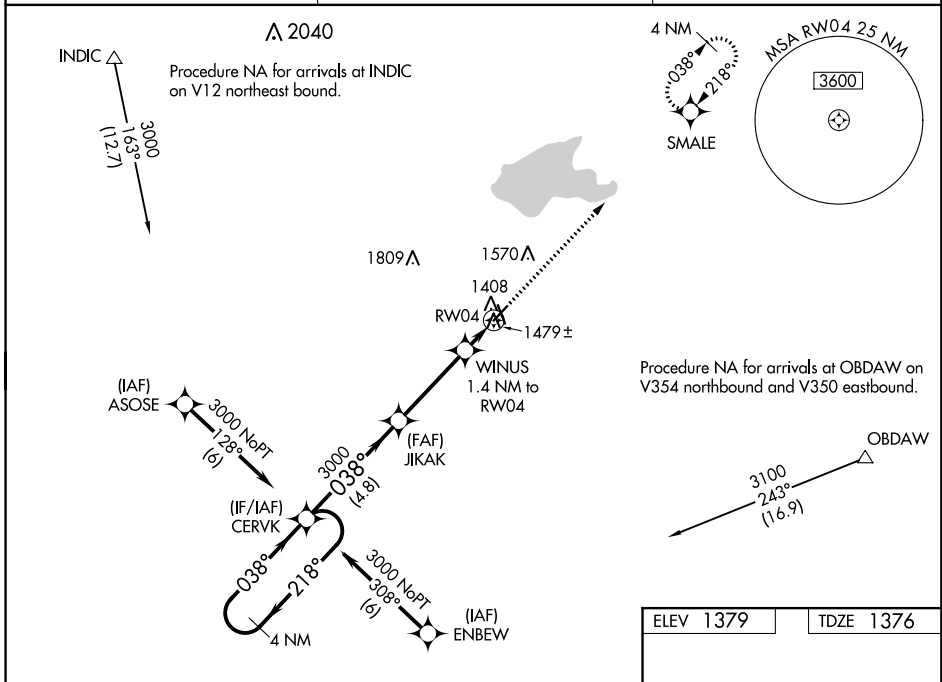 2040
INDIC
Procedure NA for arrivals at INDIC
on V12 northeast bound.
3000
163°
(12.7)
4 NM
038°
218°
SMALE
MSA RW04 25 NM
3600
1809
1570
1408
RW04
1479±
WINUS
1.4 NM to
RW04
Procedure NA for arrivals at OBDAW on
V354 northbound and V350 eastbound.
(IAF)
ASOSE
3000 NoPT
128°
(6)
(FAF)
JIKAK
OBDAW
3100
243°
(16.9)
3000
038°
(4.8)
(IF/IAF)
CERVK
038°
218°
4 NM
3000 NoPT
308°
(6)
(IAF)
ENBEW
ELEV 1379
TDZE 1376